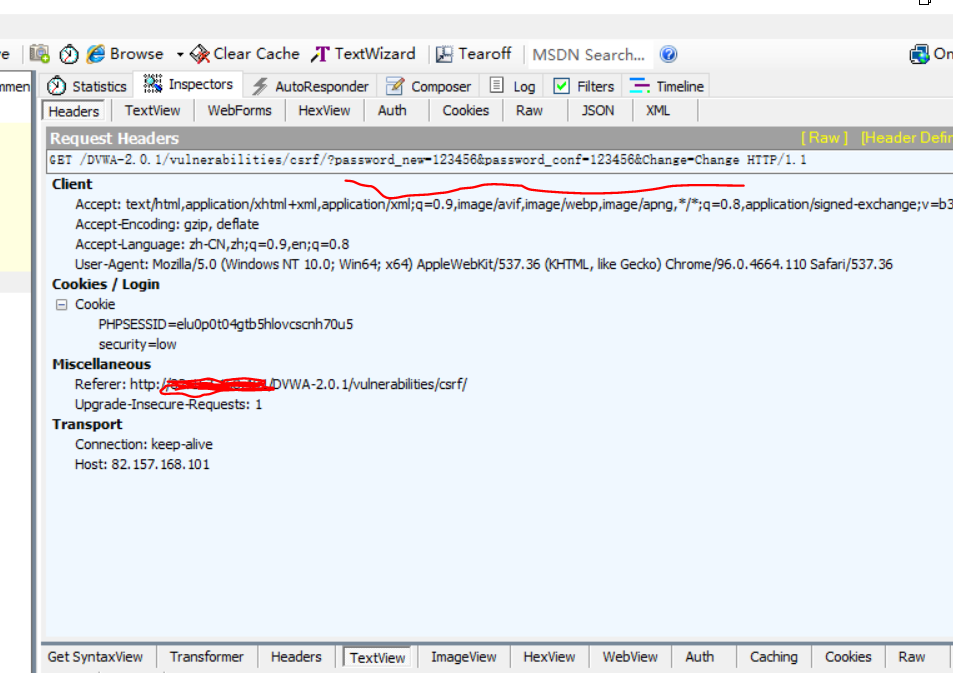 Browse Clear Cache TextWizard Tearoff MSDN Search... On
Statistics Inspectors AutoResponder Composer Log Filters Timeline
Headers TextView WebForms HexView Auth Cookies Raw JSON XML
Request Headers [ Raw ] [Header Defin
GET /DVWA-2.0.1/vulnerabilities/csrf/?password_new=123456&password_conf=123456&Change=Change HTTP/1.1
Client
Accept: text/html,application/xhtml+xml,application/xml;q=0.9,image/avif,image/webp,image/apng,*/*;q=0.8,application/signed-exchange;v=b3
Accept-Encoding: gzip, deflate
Accept-Language: zh-CN,zh;q=0.9,en;q=0.8
User-Agent: Mozilla/5.0 (Windows NT 10.0; Win64; x64) AppleWebKit/537.36 (KHTML, like Gecko) Chrome/96.0.4664.110 Safari/537.36
Cookies / Login
Cookie
PHPSESSID=elu0p0t04gtb5hlovcscnh70u5
security=low
Miscellaneous
Referer: http:/ /DVWA-2.0.1/vulnerabilities/csrf/
Upgrade-Insecure-Requests: 1
Transport
Connection: keep-alive
Host: 82.157.168.101
Get SyntaxView Transformer Headers TextView ImageView HexView WebView Auth Caching Cookies Raw